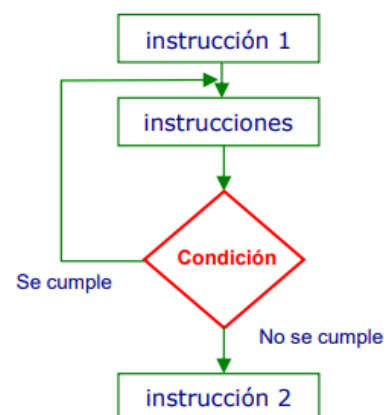 instrucción 1
instrucciones
Condición
Se cumple
No se cumple
instrucción 2